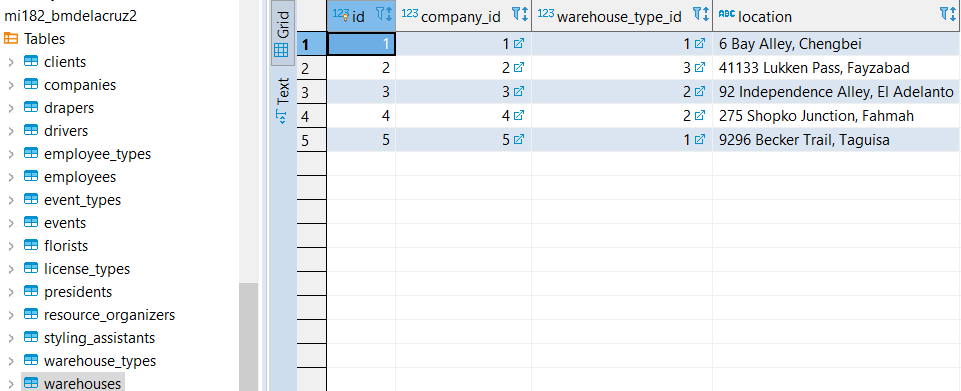 mi182_bmdelacruz2
Tables
clients
companies
drapers
drivers
employee_types
employees
event_types
events
florists
license_types
presidents
resource_organizers
styling_assistants
warehouse_types
warehouses
Grid
Text
123 id 123 company_id 123 warehouse_type_id ABC location
1 1 1 1 6 Bay Alley, Chengbei
2 2 2 3 41133 Lukken Pass, Fayzabad
3 3 3 2 92 Independence Alley, El Adelanto
4 4 4 2 275 Shopko Junction, Fahmah
5 5 5 1 9296 Becker Trail, Taguisa